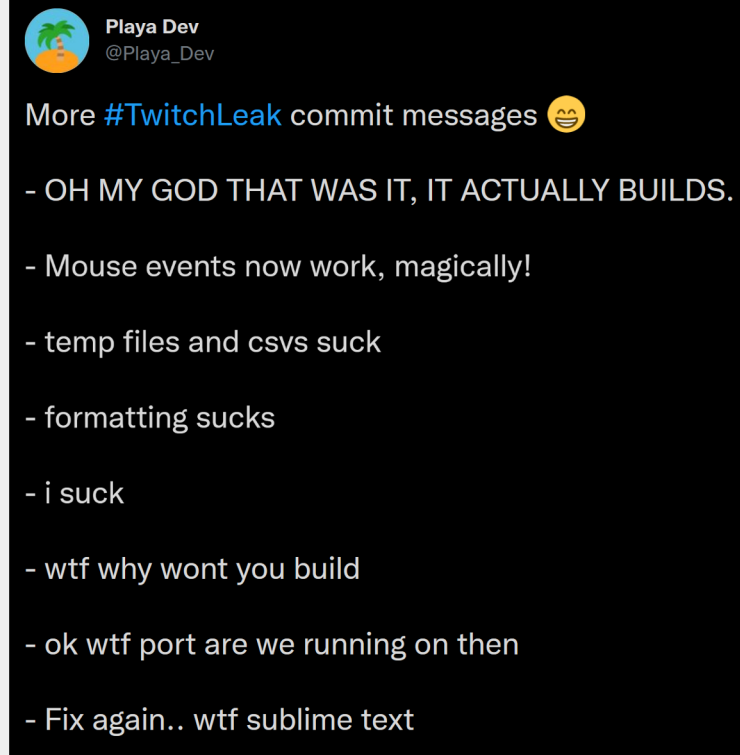 Playa Dev
@Playa_Dev
More #TwitchLeak commit messages 😁
- OH MY GOD THAT WAS IT, IT ACTUALLY BUILDS.
- Mouse events now work, magically!
- temp files and csvs suck
- formatting sucks
- i suck
- wtf why wont you build
- ok wtf port are we running on then
- Fix again.. wtf sublime text